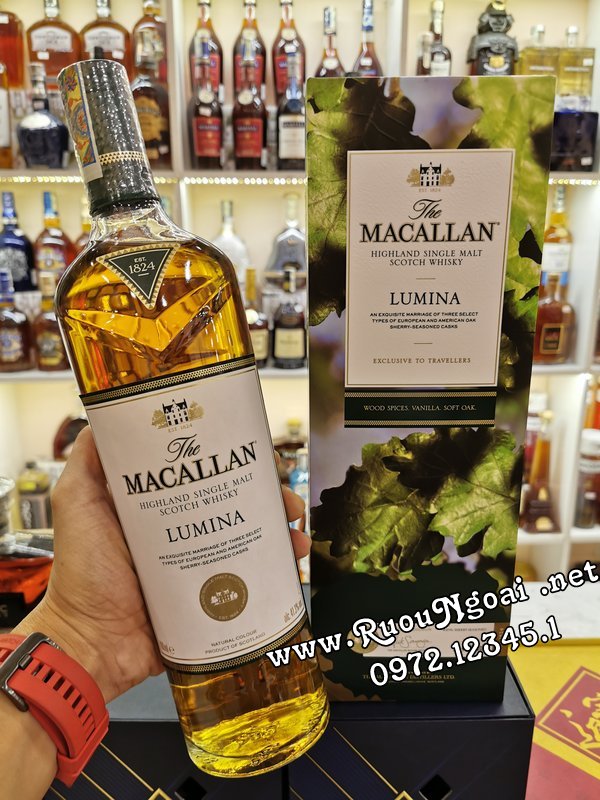 EST.
1824
EST. 1824
The
MACALLAN
HIGHLAND SINGLE MALT
SCOTCH WHISKY
LUMINA
AN EXQUISITE MARRIAGE OF THREE SELECT
TYPES OF EUROPEAN AND AMERICAN OAK
SHERRY-SEASONED CASKS
NATURAL COLOUR
PRODUCT OF SCOTLAND
EST. 1824
The
MACALLAN
HIGHLAND SINGLE MALT
SCOTCH WHISKY
LUMINA
AN EXQUISITE MARRIAGE OF THREE SELECT
TYPES OF EUROPEAN AND AMERICAN OAK
SHERRY-SEASONED CASKS
EXCLUSIVE TO TRAVELLERS
WOOD SPICES. VANILLA. SOFT OAK.
www.RuouNgoai.net
0972.12345.1